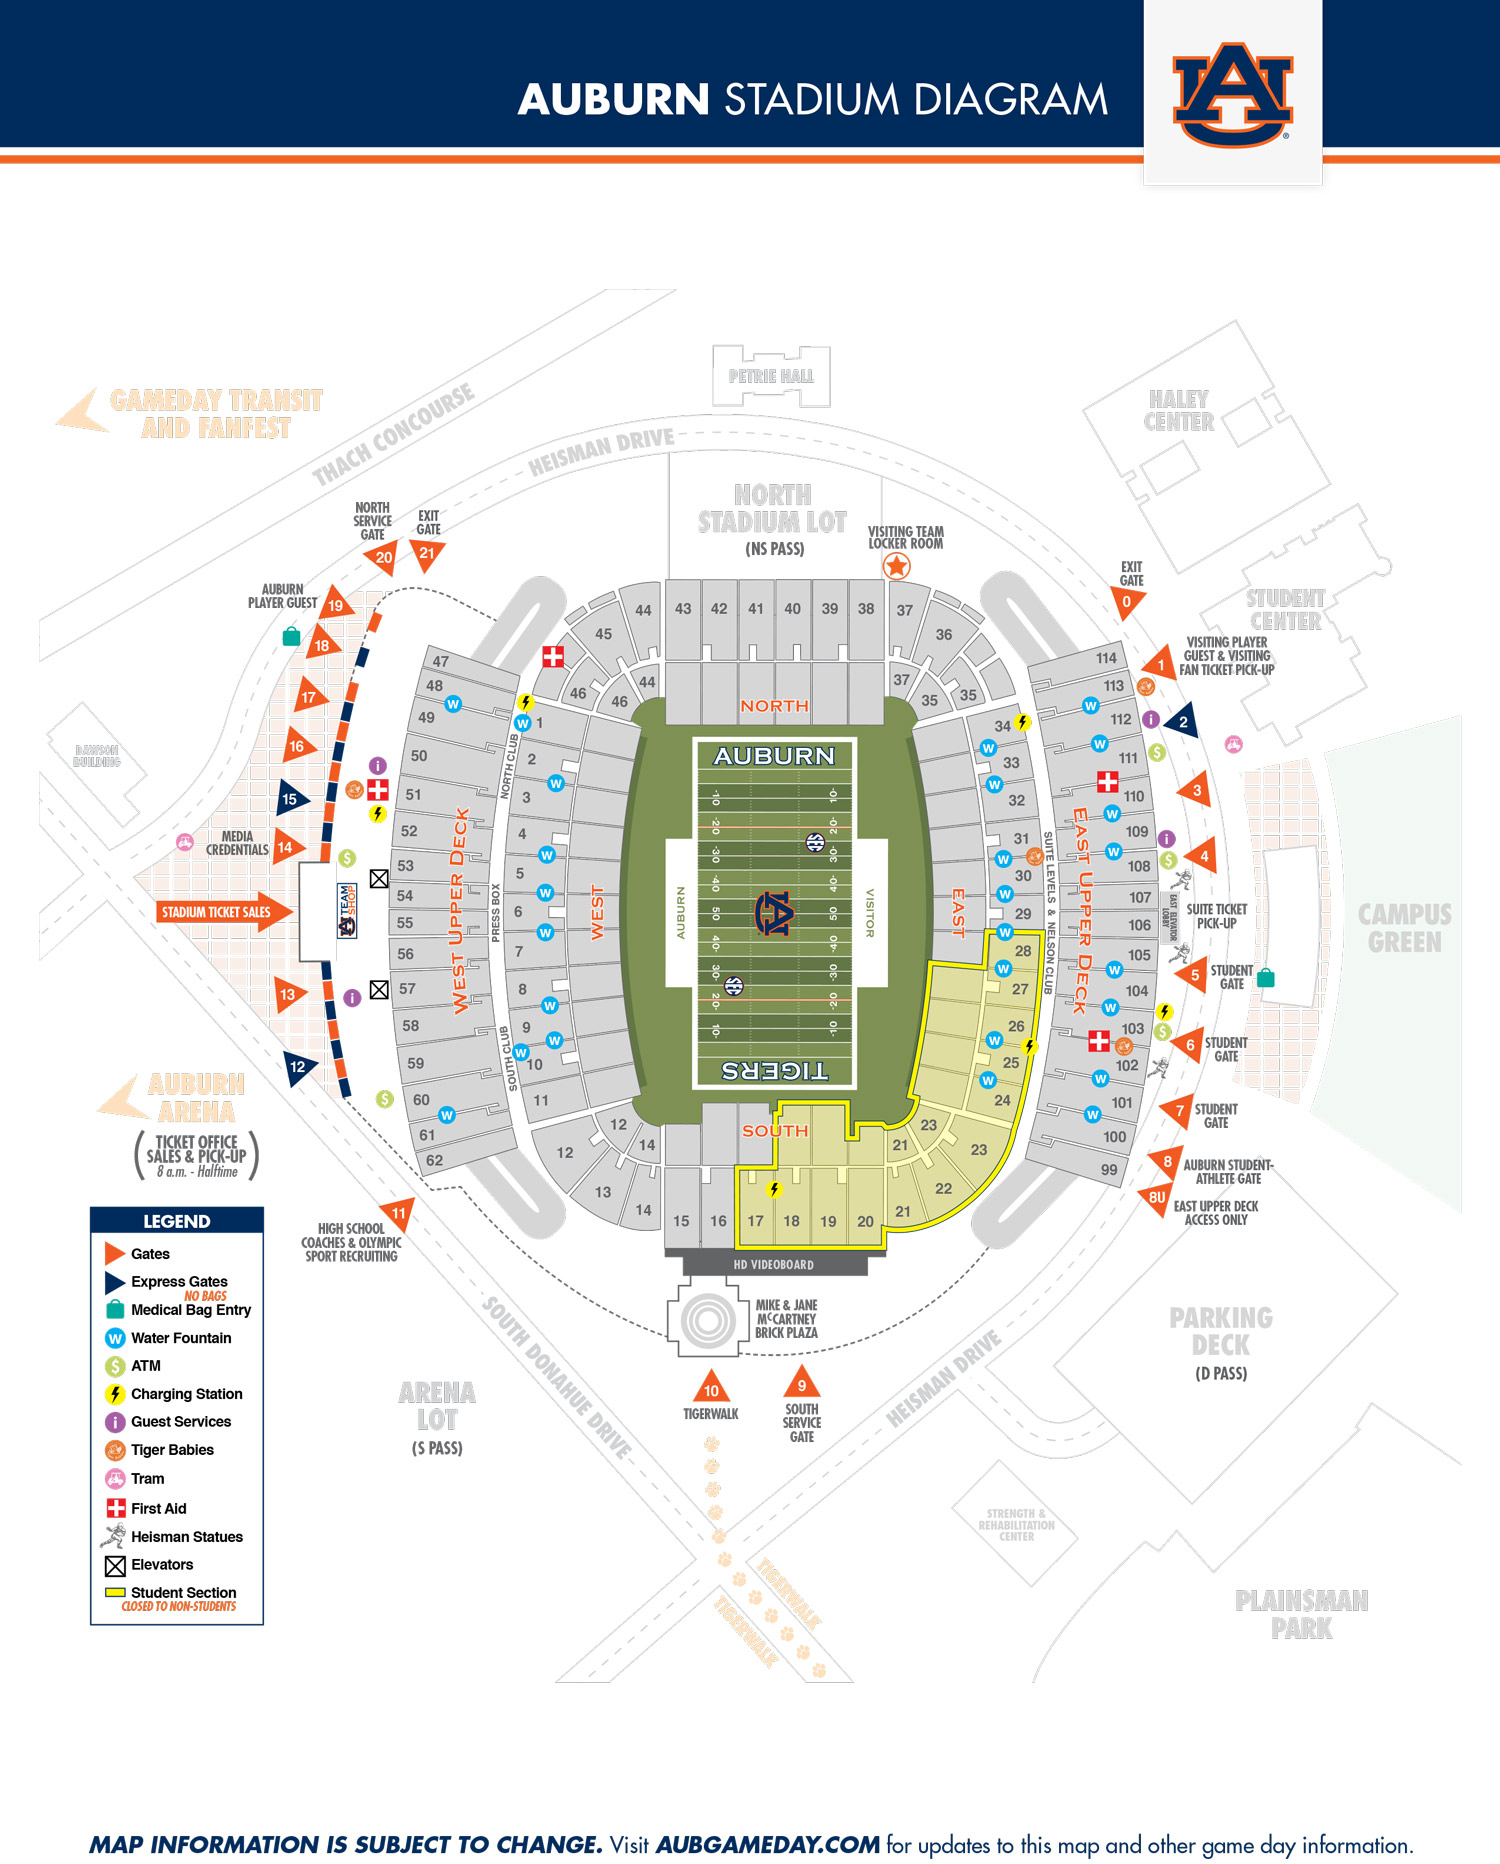 AUBURN STADIUM DIAGRAM
AU
PETRIE HALL
HALEY
CENTER
GAMEDAY TRANSIT
AND FANFEST
THACH CONCOURSE
HEISMAN DRIVE
NORTH
STADIUM LOT
(NS PASS)
VISITING TEAM
LOCKER ROOM
NORTH
SERVICE
GATE
20
EXIT
GATE
21
EXIT
GATE
0
STUDENT
CENTER
AUBURN
PLAYER GUEST
19
18
17
16
15
MEDIA
CREDENTIALS
14
STADIUM TICKET SALES
13
12
DAWSON
BUILDING
AU TEAM
SHOP
VISITING PLAYER
GUEST & VISITING
FAN TICKET PICK-UP
1
2
3
4
SUITE TICKET
PICK-UP
EAST ELEVATOR
LOBBY
5
STUDENT
GATE
6
STUDENT
GATE
7
STUDENT
GATE
8
AUBURN STUDENT-
ATHLETE GATE
8U
EAST UPPER DECK
ACCESS ONLY
CAMPUS
GREEN
44
43
42
41
40
39
38
37
45
36
46
46
44
37
35
35
NORTH
47
48
49
50
51
52
53
54
55
56
57
58
59
60
61
62
WEST UPPER DECK
NORTH CLUB
PRESS BOX
SOUTH CLUB
1
2
3
4
5
6
7
8
9
10
11
WEST
AUBURN
AUBURN
-10
-20
-30
-40
50
40-
30-
20-
10-
10-
20-
30-
40-
50
-40
-30
-20
-10
SEC
AU
SEC
TIGERS
VISITOR
EAST
34
33
32
31
30
29
28
27
26
25
24
SUITE LEVELS & NELSON CLUB
EAST UPPER DECK
114
113
112
111
110
109
108
107
106
105
104
103
102
101
100
99
12
12
14
13
14
15
16
17
18
19
20
21
21
22
23
23
SOUTH
HD VIDEOBOARD
MIKE & JANE
McCARTNEY
BRICK PLAZA
10
TIGERWALK
9
SOUTH
SERVICE
GATE
AUBURN
ARENA
(TICKET OFFICE
SALES & PICK-UP
8 a.m. - Halftime)
11
HIGH SCHOOL
COACHES & OLYMPIC
SPORT RECRUITING
LEGEND
Gates
Express Gates
NO BAGS
Medical Bag Entry
W Water Fountain
$ ATM
Charging Station
i Guest Services
Tiger Babies
Tram
First Aid
Heisman Statues
Elevators
Student Section
CLOSED TO NON-STUDENTS
ARENA
LOT
(S PASS)
SOUTH DONAHUE DRIVE
HEISMAN DRIVE
PARKING
DECK
(D PASS)
STRENGTH &
REHABILITATION
CENTER
TIGERWALK
TIGERWALK
PLAINSMAN
PARK
MAP INFORMATION IS SUBJECT TO CHANGE. Visit AUBGAMEDAY.COM for updates to this map and other game day information.